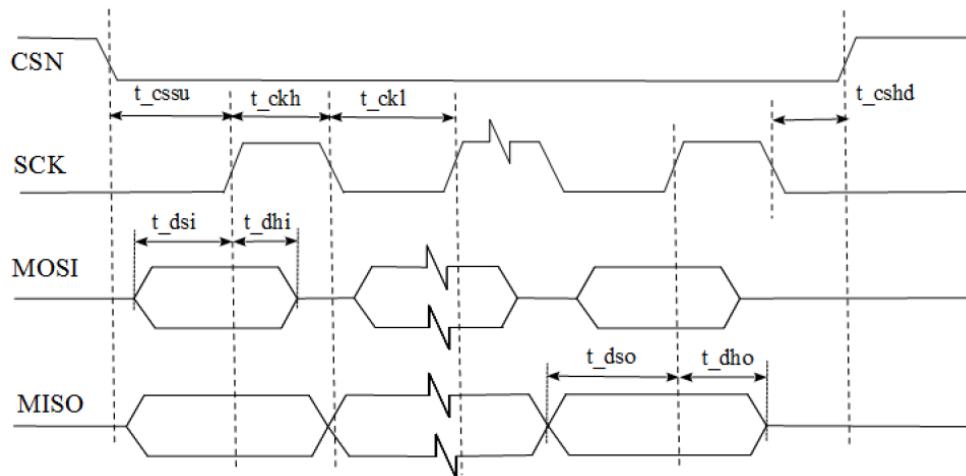 CSN
t_cssu
t_ckh
t_ckl
t_cshd
SCK
t_dsi
t_dhi
MOSI
t_dso
t_dho
MISO